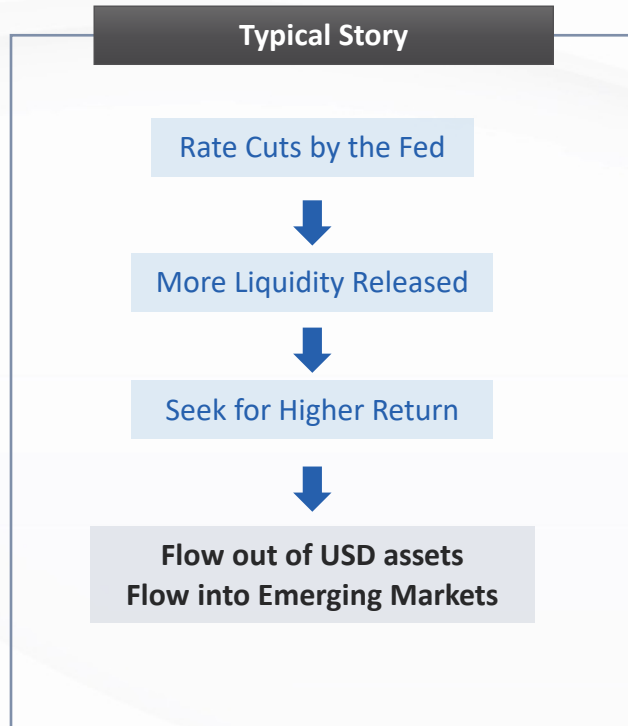 Typical Story
Rate Cuts by the Fed
More Liquidity Released
Seek for Higher Return
Flow out of USD assets
Flow into Emerging Markets